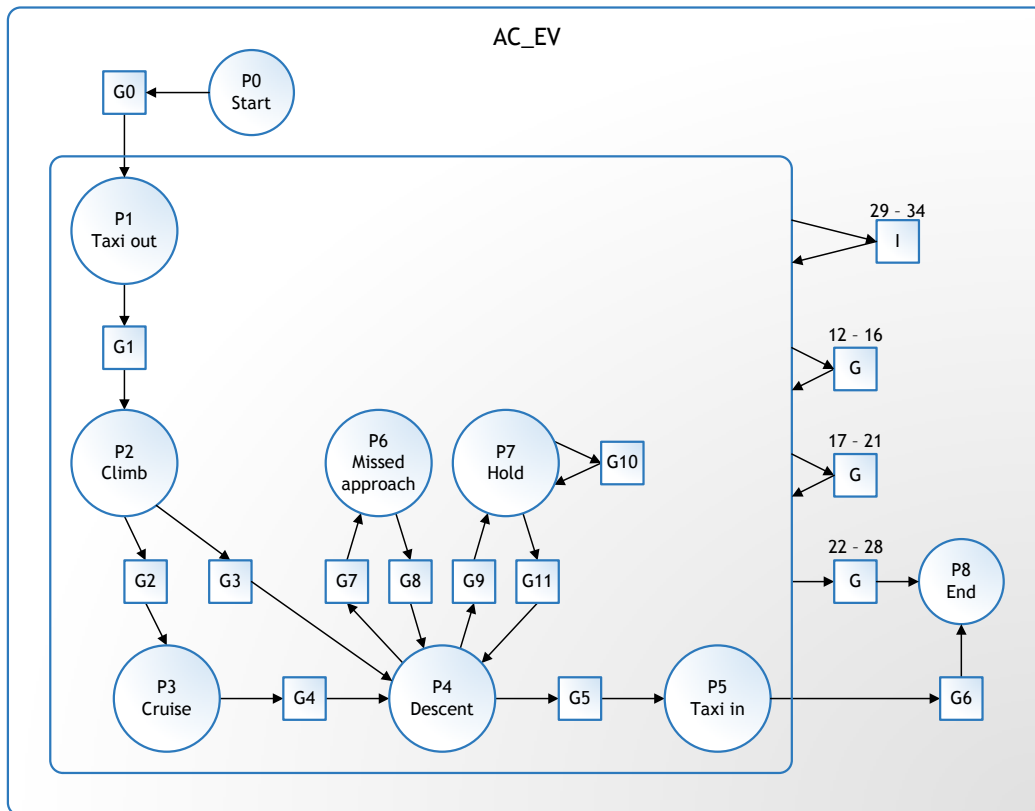 AC_EV
P0
Start
G0
P1
Taxi out
29 – 34
I
G1
12 – 16
G
P2
Climb
P6
Missed
approach
P7
Hold
G10
17 – 21
G
G2
G3
G7
G8
G9
G11
22 – 28
G
P8
End
P3
Cruise
G4
P4
Descent
G5
P5
Taxi in
G6